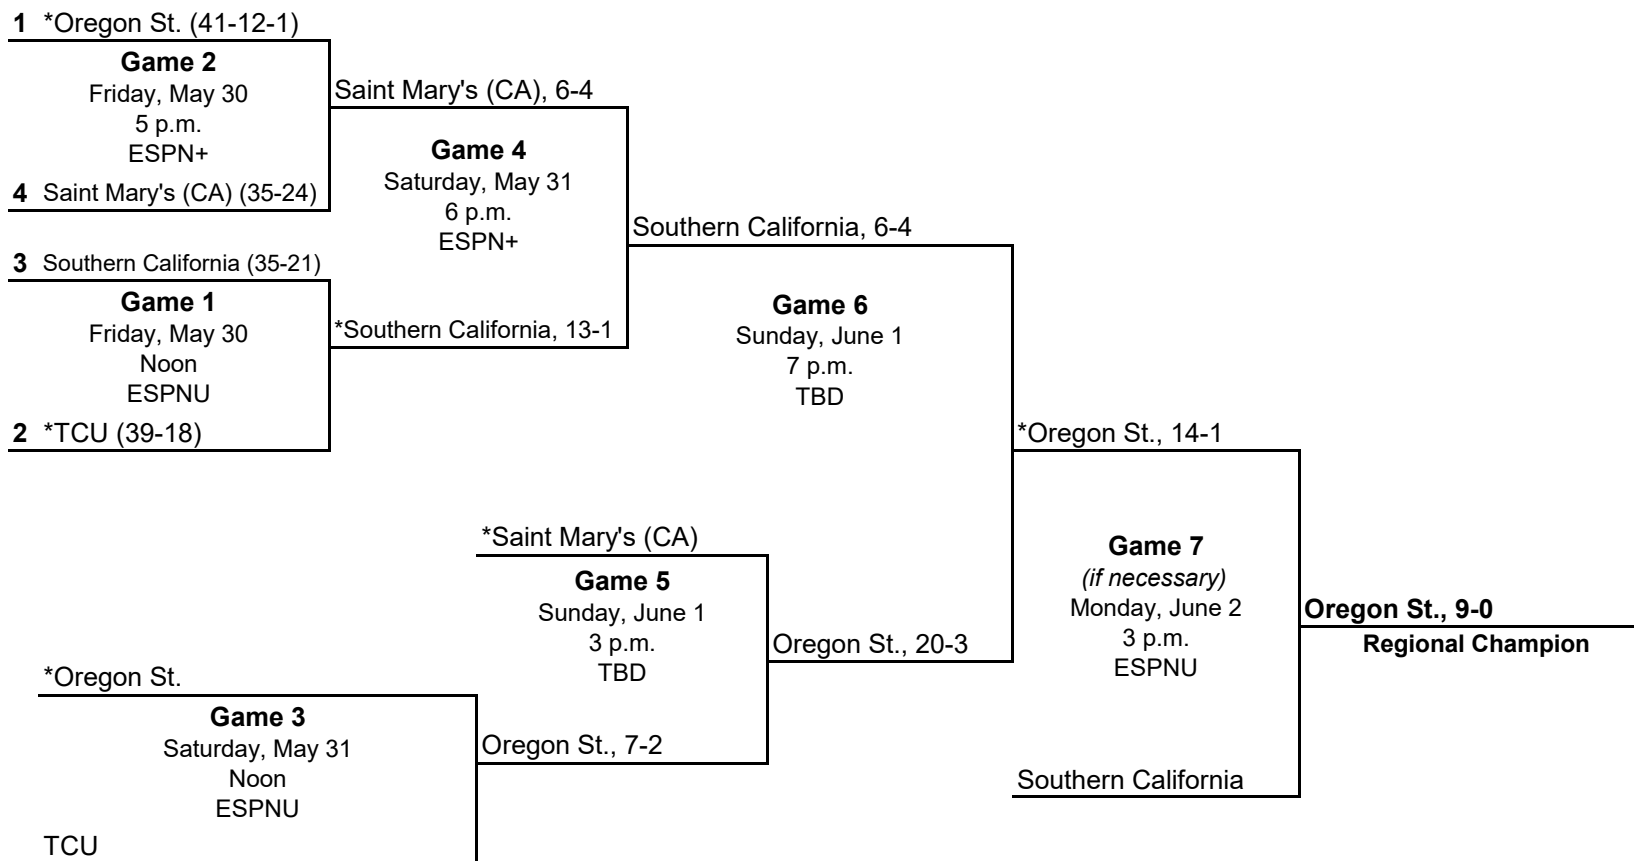 1 *Oregon St. (41-12-1)
Game 2
Friday, May 30
5 p.m.
ESPN+
4 Saint Mary's (CA) (35-24)
3 Southern California (35-21)
Game 1
Friday, May 30
Noon
ESPNU
2 *TCU (39-18)
Saint Mary's (CA), 6-4
Game 4
Saturday, May 31
6 p.m.
ESPN+
*Southern California, 13-1
Southern California, 6-4
Game 6
Sunday, June 1
7 p.m.
TBD
*Saint Mary's (CA)
Game 5
Sunday, June 1
3 p.m.
TBD
Oregon St., 20-3
*Oregon St.
Game 3
Saturday, May 31
Noon
ESPNU
TCU
Oregon St., 7-2
*Oregon St., 14-1
Game 7
(if necessary)
Monday, June 2
3 p.m.
ESPNU
Southern California
Oregon St., 9-0
Regional Champion